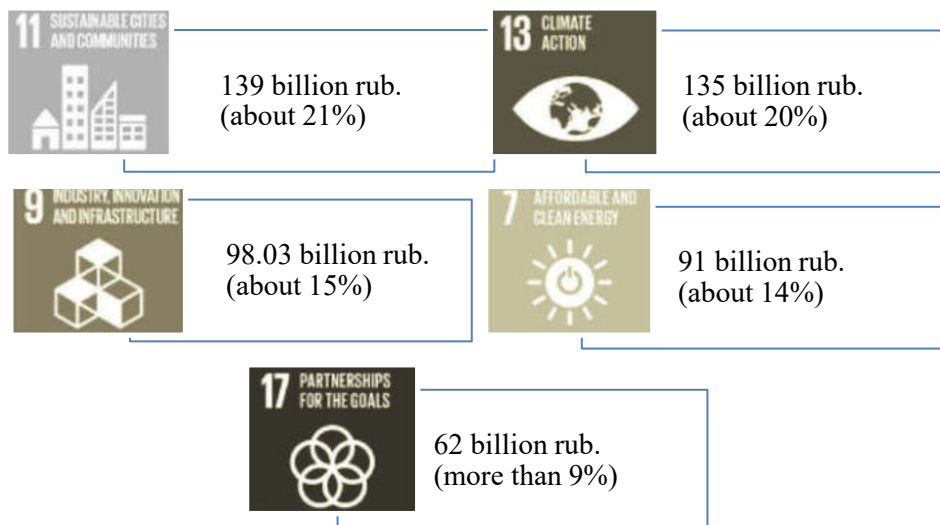 11 SUSTAINABLE CITIES
AND COMMUNITIES
139 billion rub.
(about 21%)
13 CLIMATE
ACTION
135 billion rub.
(about 20%)
9 INDUSTRY, INNOVATION
AND INFRASTRUCTURE
98.03 billion rub.
(about 15%)
7 AFFORDABLE AND
CLEAN ENERGY
91 billion rub.
(about 14%)
17 PARTNERSHIPS
FOR THE GOALS
62 billion rub.
(more than 9%)